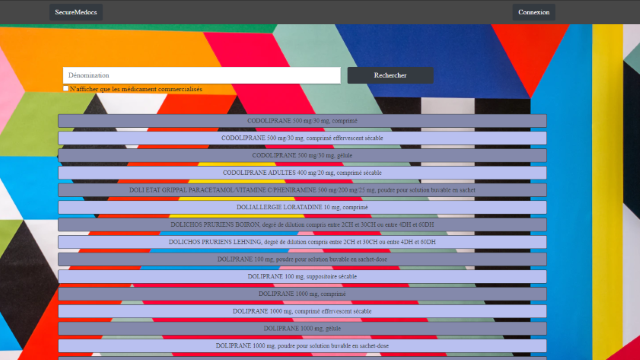 SecureMedocs
Connexion
Dénomination
Rechercher
N'afficher que les médicament commercialisés
CODOLIPRANE 500 mg/30 mg, comprimé
CODOLIPRANE 500 mg/30 mg, comprimé effervescent sécable
CODOLIPRANE 500 mg/30 mg, gélule
CODOLIPRANE ADULTES 400 mg/20 mg, comprimé sécable
DOLI ETAT GRIPPAL PARACETAMOL/VITAMINE C/PHENIRAMINE 500 mg/200 mg/25 mg, poudre pour solution buvable en sachet
DOLIALLERGIE LORATADINE 10 mg, comprimé
DOLICHOS PRURIENS BOIRON, degré de dilution compris entre 2CH et 30CH ou entre 4DH et 60DH
DOLICHOS PRURIENS LEHNING, degré de dilution compris entre 2CH et 30CH ou entre 4DH et 60DH
DOLIPRANE 100 mg, poudre pour solution buvable en sachet-dose
DOLIPRANE 100 mg, suppositoire sécable
DOLIPRANE 1000 mg, comprimé
DOLIPRANE 1000 mg, comprimé effervescent sécable
DOLIPRANE 1000 mg, gélule
DOLIPRANE 1000 mg, poudre pour solution buvable en sachet-dose